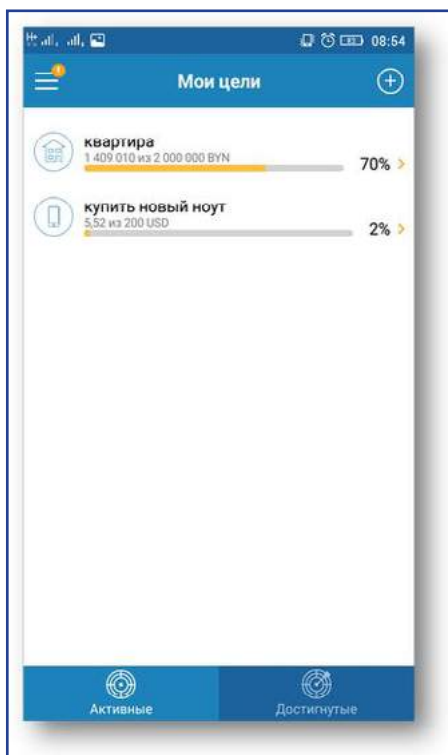 08:54
Мои цели
квартира
1 409 010 из 2 000 000 BYN
70%
купить новый ноут
5,52 из 200 USD
2%
Активные
Достигнутые